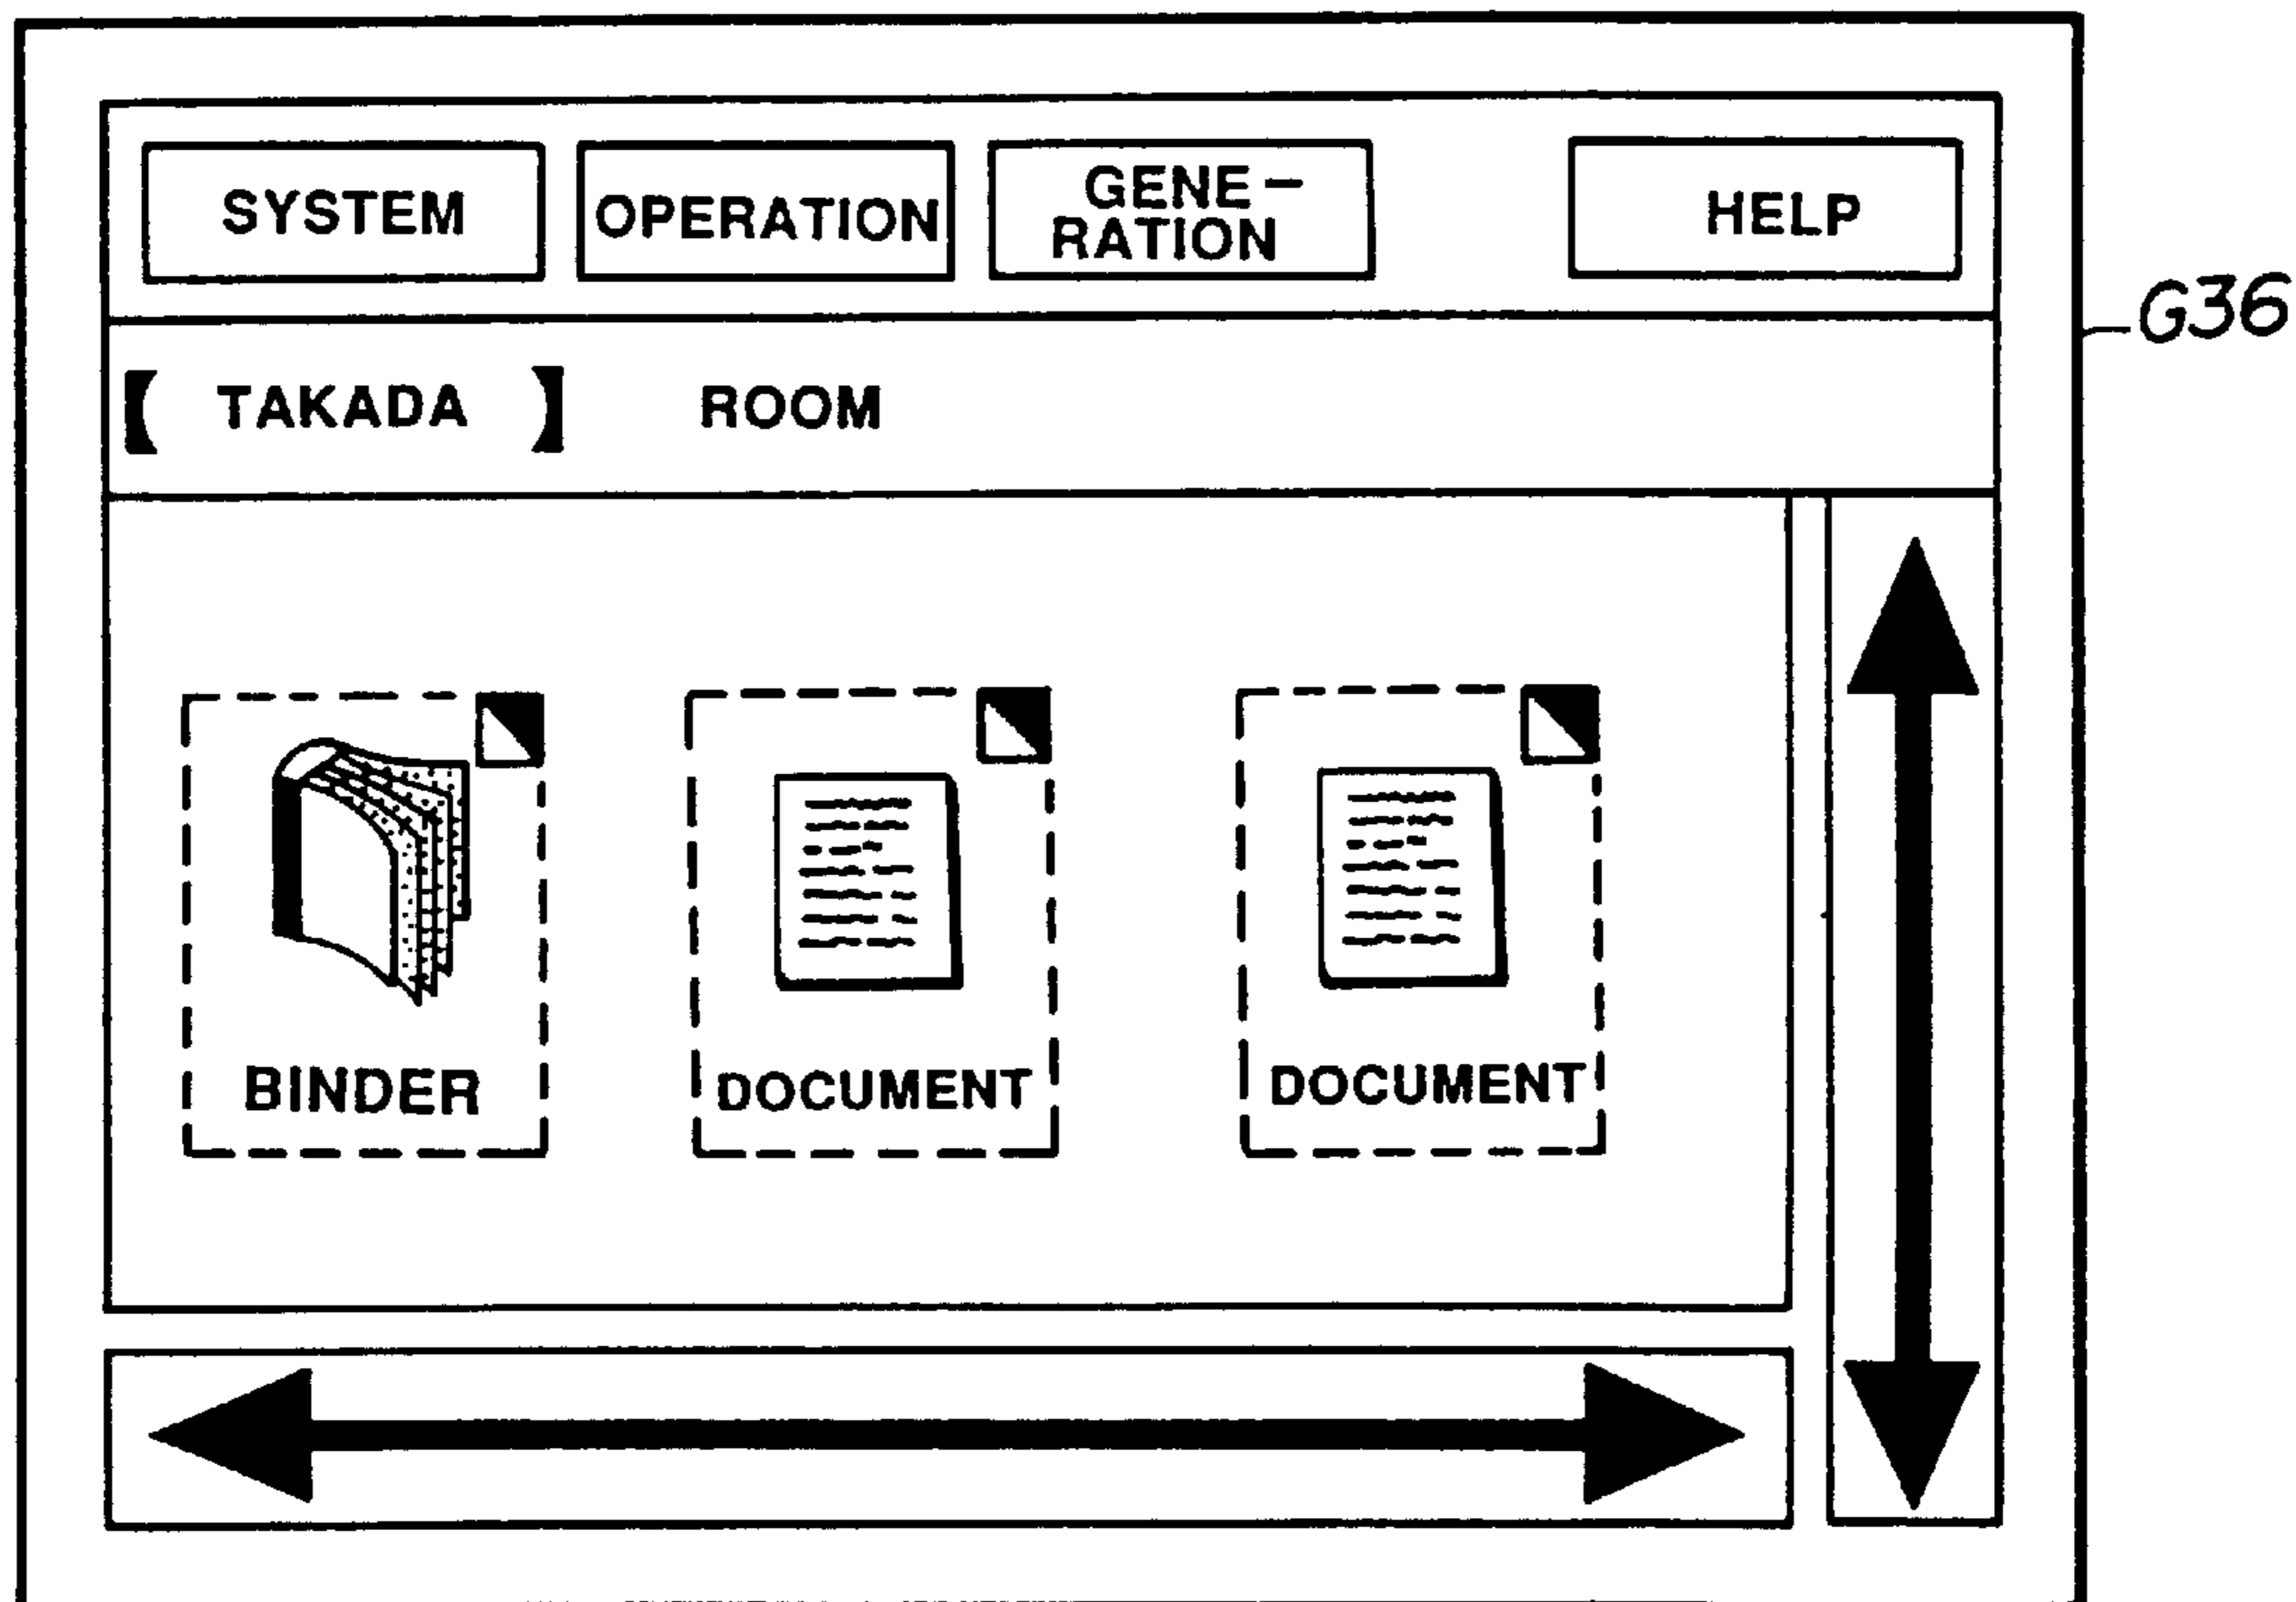 SYSTEM
OPERATION
GENE-
RATION
HELP
G36
【 TAKADA 】 ROOM
BINDER
DOCUMENT
DOCUMENT